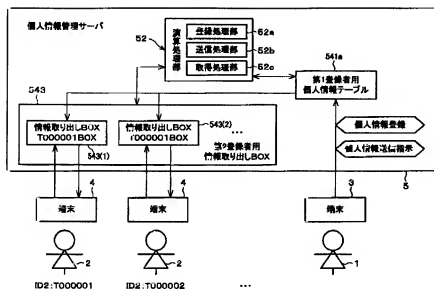 個人情報管理サーバ
52
演算処理部
登録処理部
52a
送信処理部
52b
取得処理部
52c
541a
第1登録者用
個人情報テーブル
543
情報取り出しBOX
T000001BOX
543(1)
情報取り出しBOX
T000001BOX
543(2)
…
第2登録者用
情報取り出しBOX
個人情報登録
個人情報送信指示
5
4
端末
4
端末
3
端末
2
2
1
ID2:T000001
ID2:T000002
…